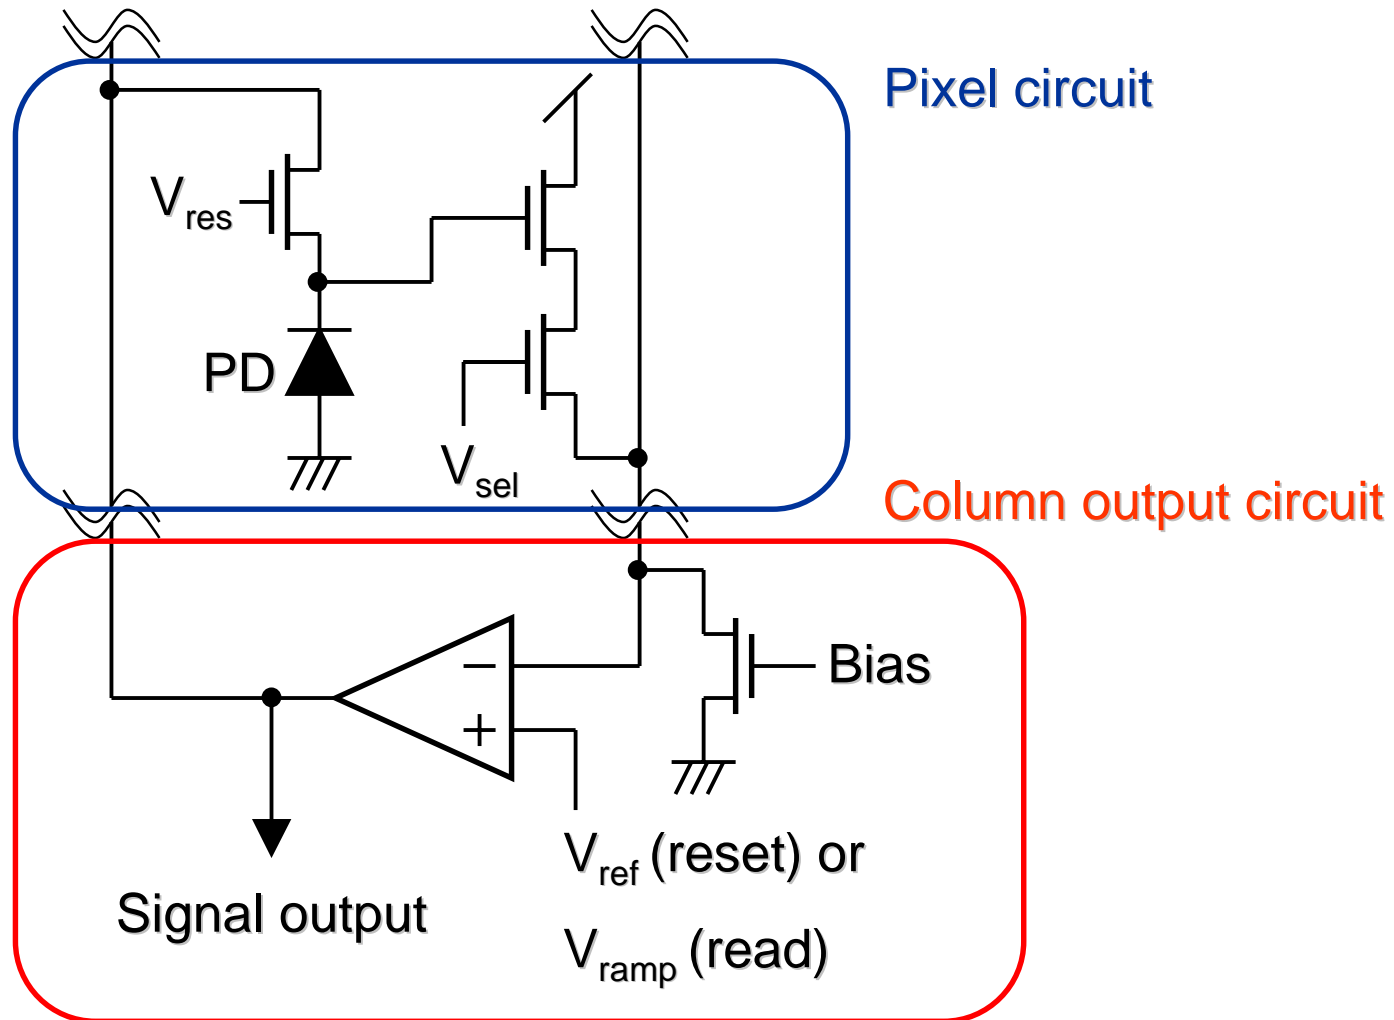 Pixel circuit
Vres
PD
Vsel
Column output circuit
−
+
Bias
Vref (reset) or
Vramp (read)
Signal output